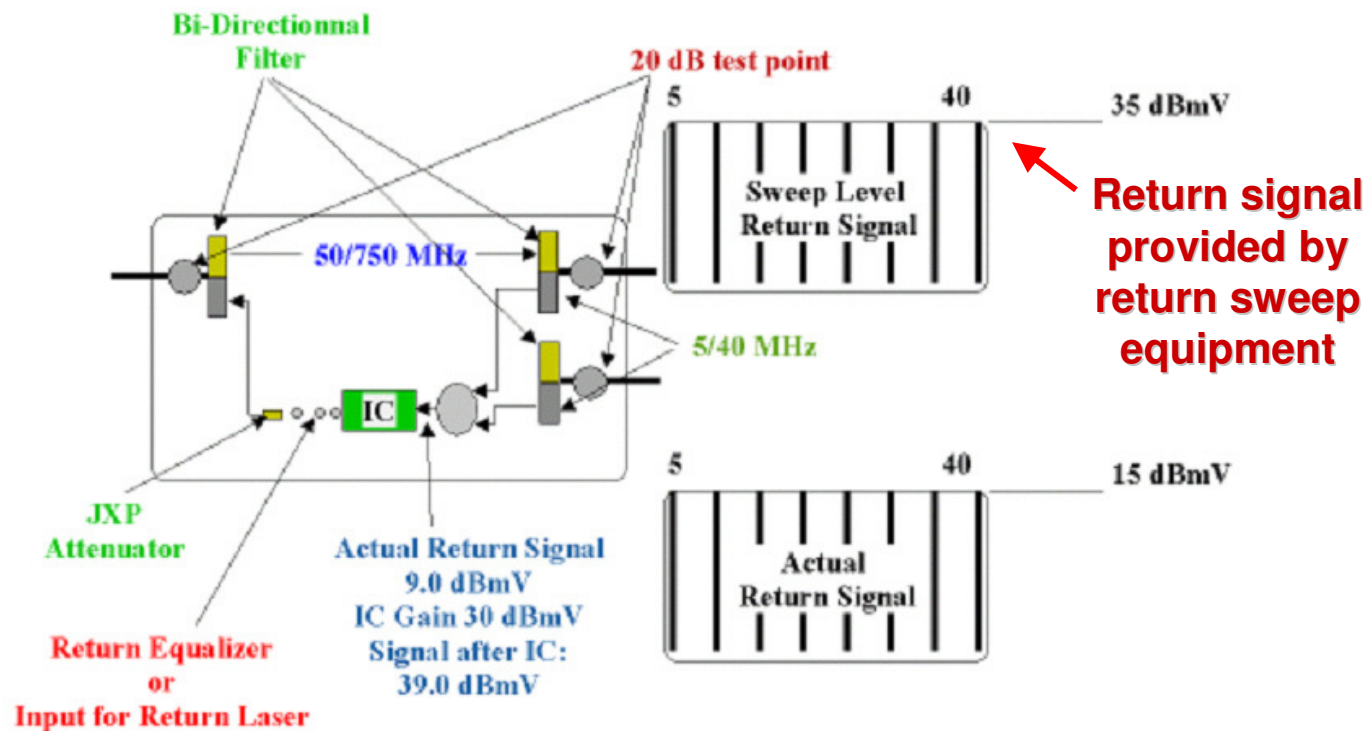 Bi-Directionnal
Filter
20 dB test point
5
40
35 dBmV
Sweep Level
Return Signal
Return signal
provided by
return sweep
equipment
50/750 MHz
5/40 MHz
IC
JXP
Attenuator
Actual Return Signal
9.0 dBmV
IC Gain 30 dBmV
Signal after IC:
39.0 dBmV
Return Equalizer
or
Input for Return Laser
5
40
15 dBmV
Actual
Return Signal